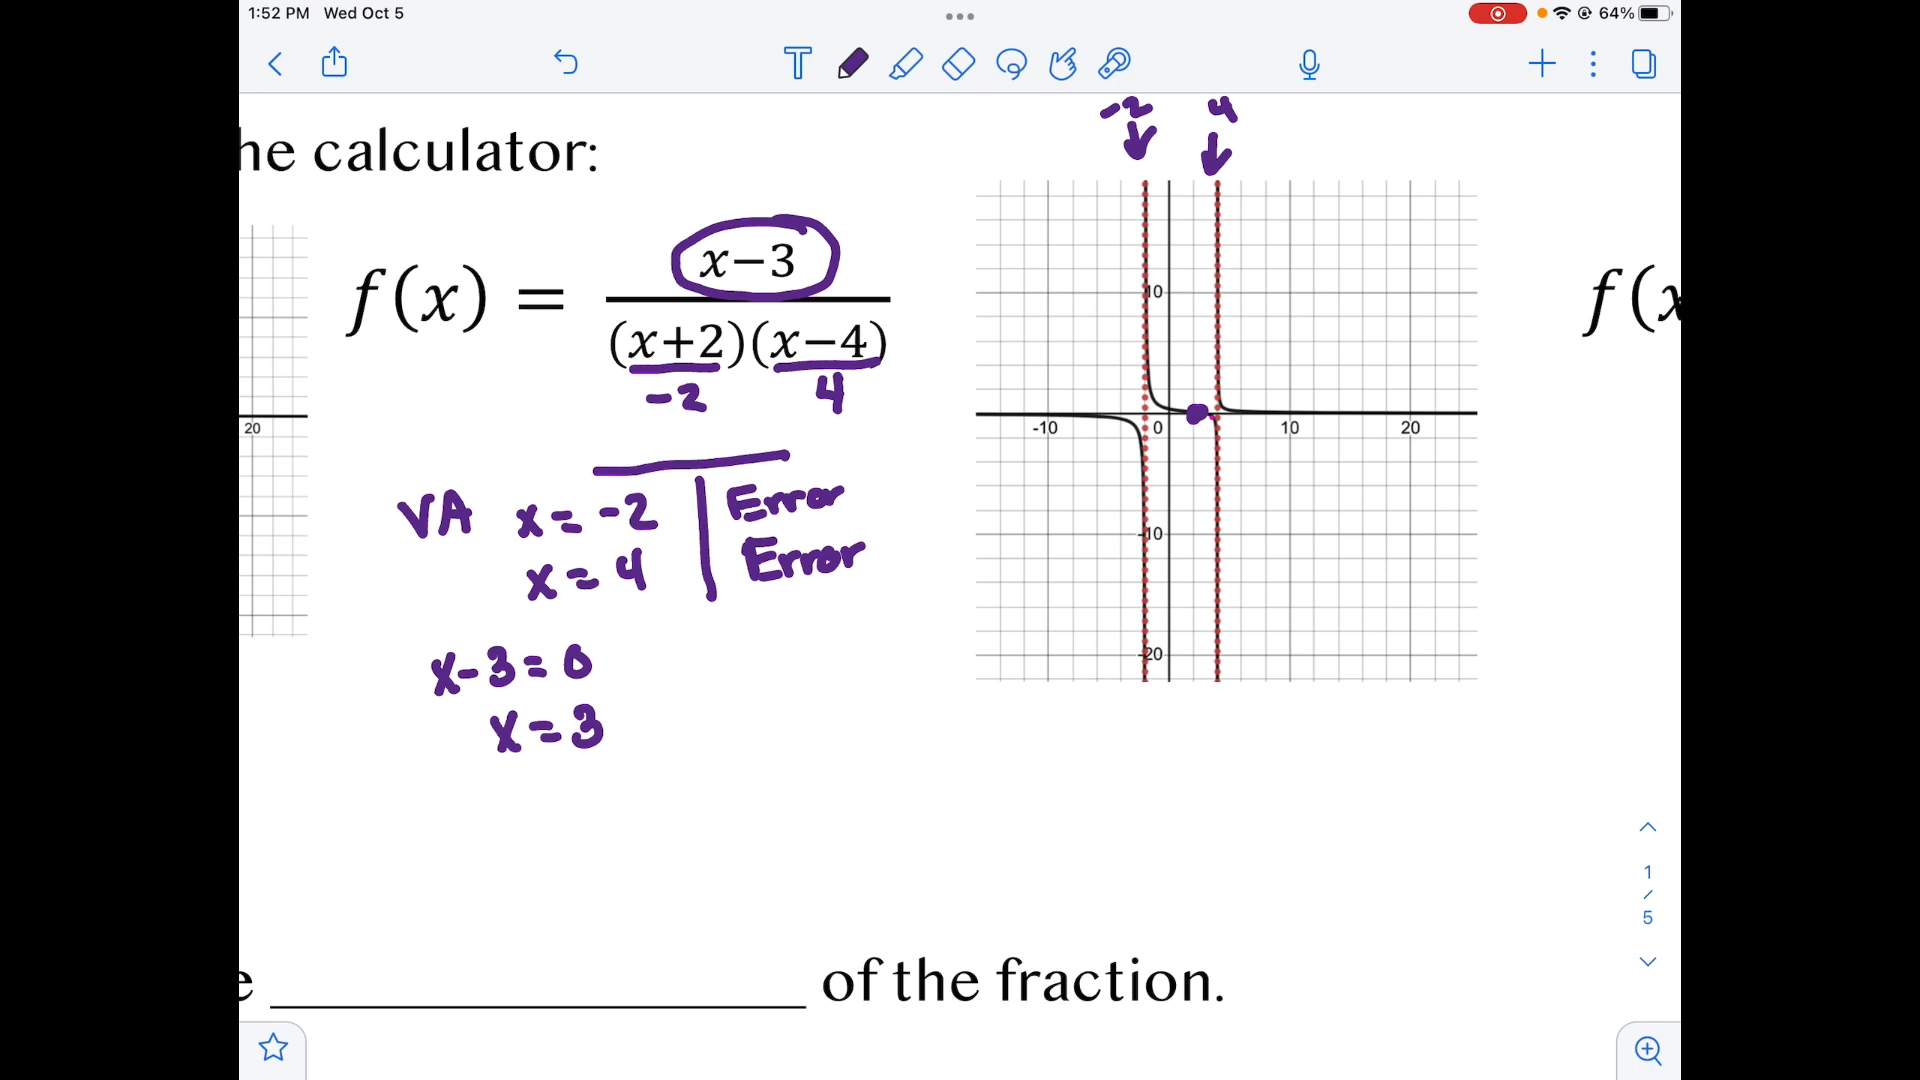 1:52 PM Wed Oct 5
64%
-2 4
he calculator:
f(x) = x−3
(x+2)(x−4)
-2 4
f(x
10
-10 0 10 20
-10
-20
20
VA x = -2 Error
x = 4 Error
x-3=0
x=3
1
/
5
e ____________ of the fraction.